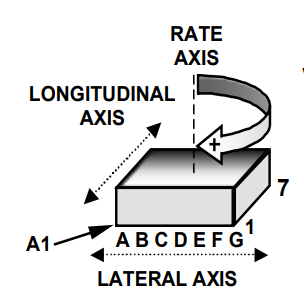 RATE
AXIS
LONGITUDINAL
AXIS
+
7
1
A1
A B C D E F G
LATERAL AXIS